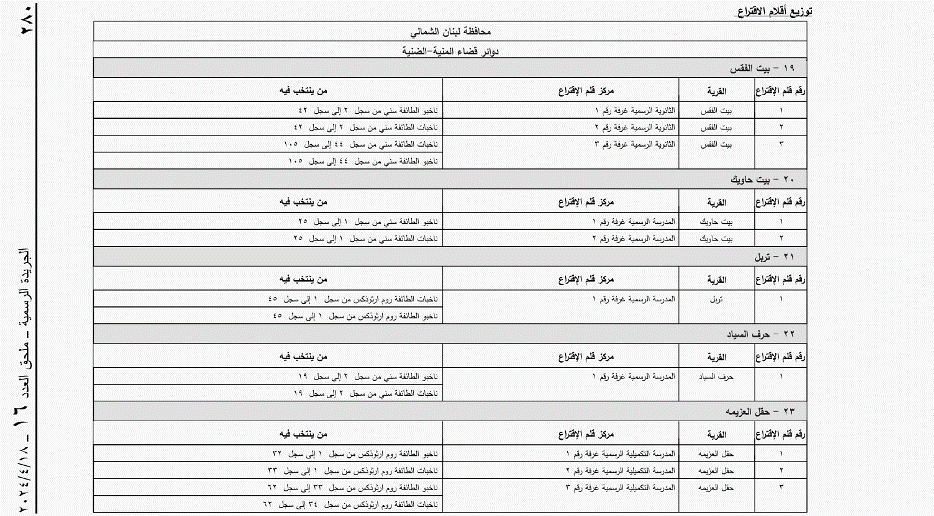 توزيع أقلام الاقتراع
محافظة لبنان الشمالي
دوائر قضاء المنية-الضنية
١٩ - بيت الفقس
رقم قلم الإقتراع القرية مركز قلم الإقتراع من ينتخب فيه
١ بيت الفقس الثانوية الرسمية غرفة رقم ١ ناخبو الطائفة سني من سجل ٢ إلى سجل ٤٢
٢ بيت الفقس الثانوية الرسمية غرفة رقم ٢ ناخبات الطائفة سني من سجل ٢ إلى سجل ٤٢
٣ بيت الفقس الثانوية الرسمية غرفة رقم ٣ ناخبات الطائفة سني من سجل ٤٤ إلى سجل ١٠٥
ناخبو الطائفة سني من سجل ٤٤ إلى سجل ١٠٥
٢٠ - بيت حاويك
رقم قلم الإقتراع القرية مركز قلم الإقتراع من ينتخب فيه
١ بيت حاويك المدرسة الرسمية غرفة رقم ١ ناخبو الطائفة سني من سجل ١ إلى سجل ٢٥
٢ بيت حاويك المدرسة الرسمية غرفة رقم ٢ ناخبات الطائفة سني من سجل ١ إلى سجل ٢٥
٢١ - تربل
رقم قلم الإقتراع القرية مركز قلم الإقتراع من ينتخب فيه
١ تربل المدرسة الرسمية غرفة رقم ١ ناخبات الطائفة روم ارثوذكس من سجل ١ إلى سجل ٤٥
ناخبو الطائفة روم ارثوذكس من سجل ١ إلى سجل ٤٥
٢٢ - حرف السياد
رقم قلم الإقتراع القرية مركز قلم الإقتراع من ينتخب فيه
١ حرف السياد المدرسة الرسمية غرفة رقم ١ ناخبو الطائفة سني من سجل ٢ إلى سجل ١٩
ناخبات الطائفة سني من سجل ٢ إلى سجل ١٩
٢٣ - حقل العزيمه
رقم قلم الإقتراع القرية مركز قلم الإقتراع من ينتخب فيه
١ حقل العزيمه المدرسة التكميلية الرسمية غرفة رقم ١ ناخبو الطائفة روم ارثوذكس من سجل ١ إلى سجل ٣٢
٢ حقل العزيمه المدرسة التكميلية الرسمية غرفة رقم ٢ ناخبات الطائفة روم ارثوذكس من سجل ١ إلى سجل ٣٣
٣ حقل العزيمه المدرسة التكميلية الرسمية غرفة رقم ٣ ناخبو الطائفة روم ارثوذكس من سجل ٣٣ إلى سجل ٦٢
ناخبات الطائفة روم ارثوذكس من سجل ٣٤ إلى سجل ٦٢
٢٨٠
الجريدة الرسمية – ملحق العدد ١٦ – ٢٠٢٤/٤/١٨